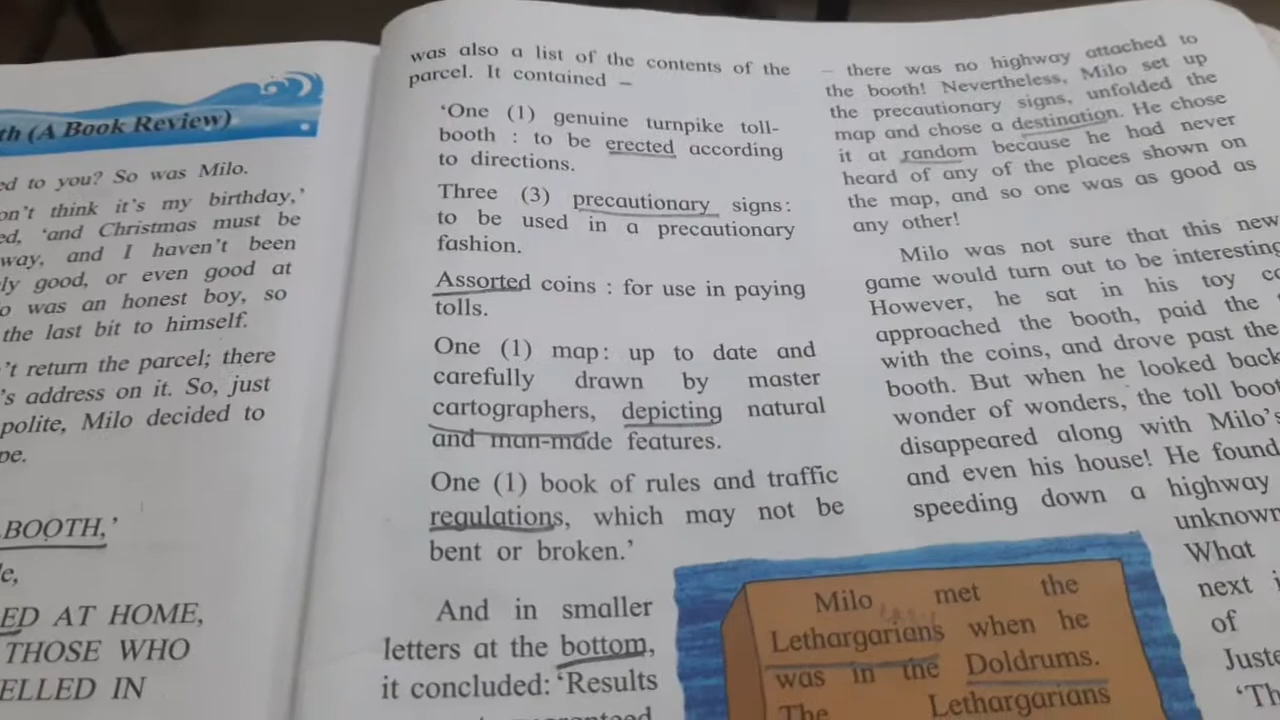 th (A Book Review)
ed to you? So was Milo.
on't think it's my birthday,'
ed, 'and Christmas must be
way, and I haven't been
ly good, or even good at
o was an honest boy, so
the last bit to himself.
't return the parcel; there
's address on it. So, just
polite, Milo decided to
pe.
BOOTH,'
e,
ED AT HOME,
THOSE WHO
ELLED IN
was also a list of the contents of the
parcel. It contained –
'One (1) genuine turnpike toll-
booth : to be erected according
to directions.
Three (3) precautionary signs:
to be used in a precautionary
fashion.
Assorted coins : for use in paying
tolls.
One (1) map: up to date and
carefully drawn by master
cartographers, depicting natural
and man-made features.
One (1) book of rules and traffic
regulations, which may not be
bent or broken.'
And in smaller
letters at the bottom,
it concluded: 'Results
– there was no highway attached to
the booth! Nevertheless, Milo set up
the precautionary signs, unfolded the
map and chose a destination. He chose
it at random because he had never
heard of any of the places shown on
the map, and so one was as good as
any other!
Milo was not sure that this new
game would turn out to be interesting
However, he sat in his toy
approached the booth, paid the
with the coins, and drove past the
booth. But when he looked back
wonder of wonders, the toll boot
disappeared along with Milo's
and even his house! He found
speeding down a highway
unknown
What
next i
of
Juste
'Th
Milo met the
Lethargarians when he
was in the Doldrums.
The Lethargarians